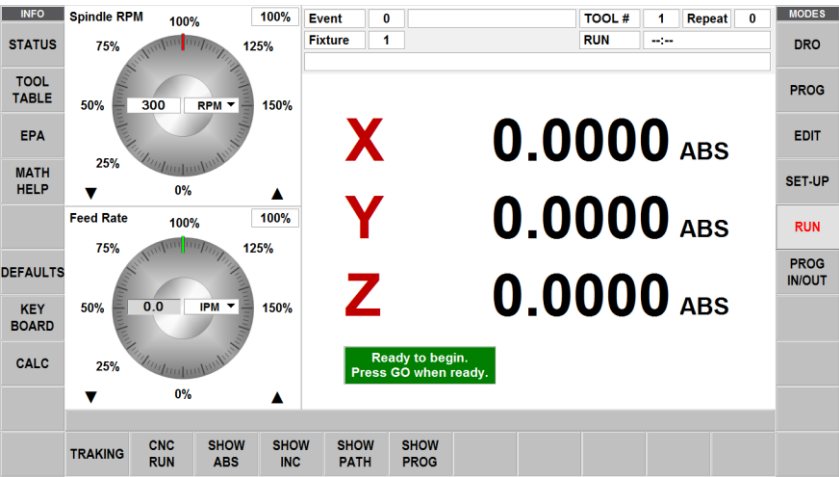 INFO
STATUS
TOOL
TABLE
EPA
MATH
HELP
DEFAULTS
KEY
BOARD
CALC
Spindle RPM
100%
100%
75%
125%
50%
300
RPM
150%
25%
0%
Feed Rate
100%
100%
75%
125%
50%
0.0
IPM
150%
25%
0%
Event 0
TOOL # 1 Repeat 0
Fixture 1
RUN --:--
X 0.0000 ABS
Y 0.0000 ABS
Z 0.0000 ABS
Ready to begin.
Press GO when ready.
MODES
DRO
PROG
EDIT
SET-UP
RUN
PROG
IN/OUT
TRAKING
CNC
RUN
SHOW
ABS
SHOW
INC
SHOW
PATH
SHOW
PROG